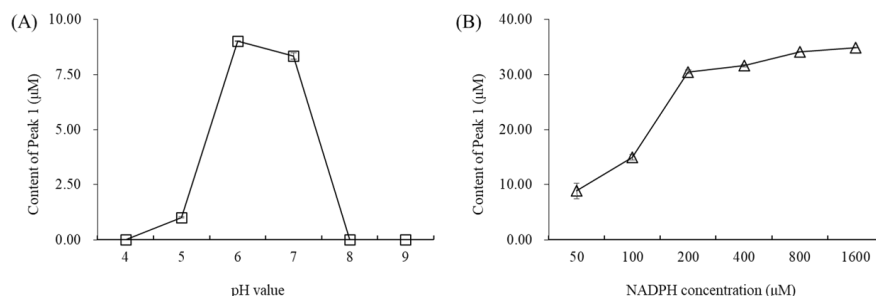 (A)
10.00
7.50
5.00
2.50
0.00
Content of Peak 1 (μM)
4 5 6 7 8 9
pH value
(B)
40.00
30.00
20.00
10.00
0.00
Content of Peak 1 (μM)
50 100 200 400 800 1600
NADPH concentration (μM)